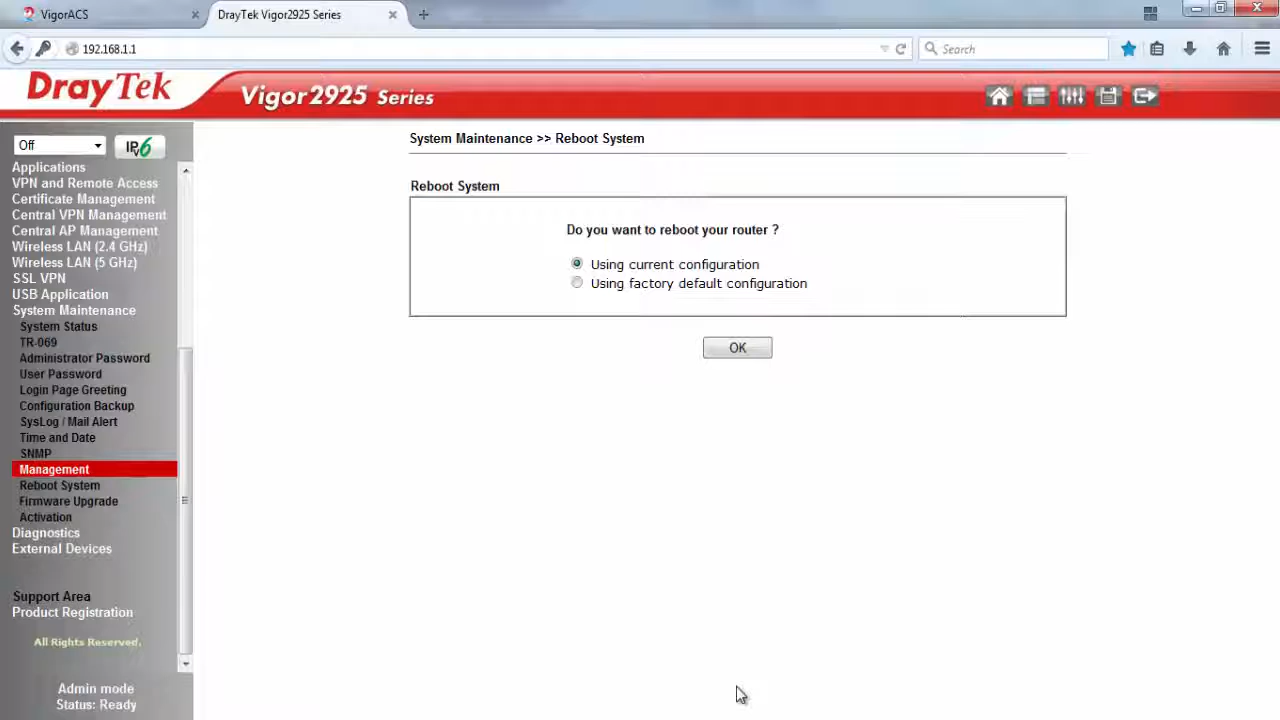 VigorACS
DrayTek Vigor2925 Series
192.168.1.1
Search
DrayTek
Vigor2925 Series
Off
IPv6
Applications
VPN and Remote Access
Certificate Management
Central VPN Management
Central AP Management
Wireless LAN (2.4 GHz)
Wireless LAN (5 GHz)
SSL VPN
USB Application
System Maintenance
System Status
TR-069
Administrator Password
User Password
Login Page Greeting
Configuration Backup
SysLog / Mail Alert
Time and Date
SNMP
Management
Reboot System
Firmware Upgrade
Activation
Diagnostics
External Devices
Support Area
Product Registration
All Rights Reserved.
Admin mode
Status: Ready
System Maintenance >> Reboot System
Reboot System
Do you want to reboot your router ?
Using current configuration
Using factory default configuration
OK